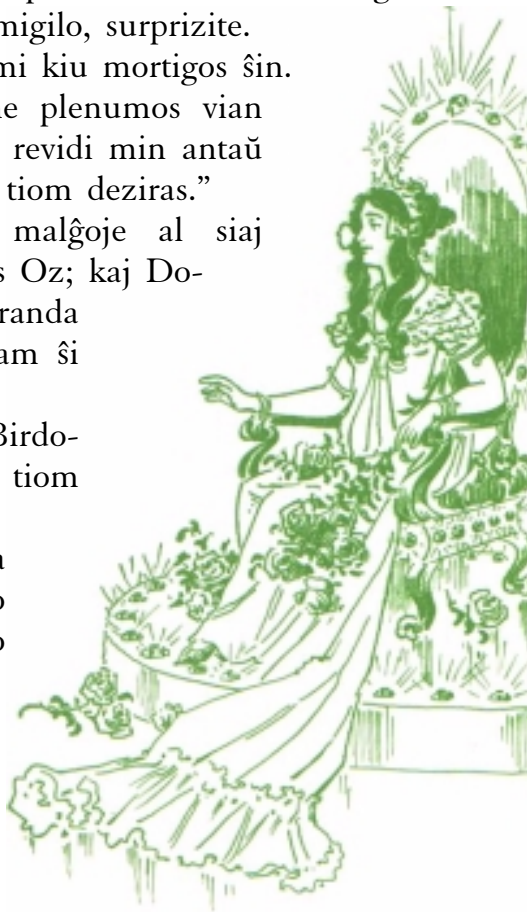 migilo, surprizite.
mi kiu mortigos ŝin.
plenumos vian
revidi min antaŭ
tiom deziras.”
malĝoje al siaj
Oz; kaj Do-
randa
am ŝi
Birdo-
tiom